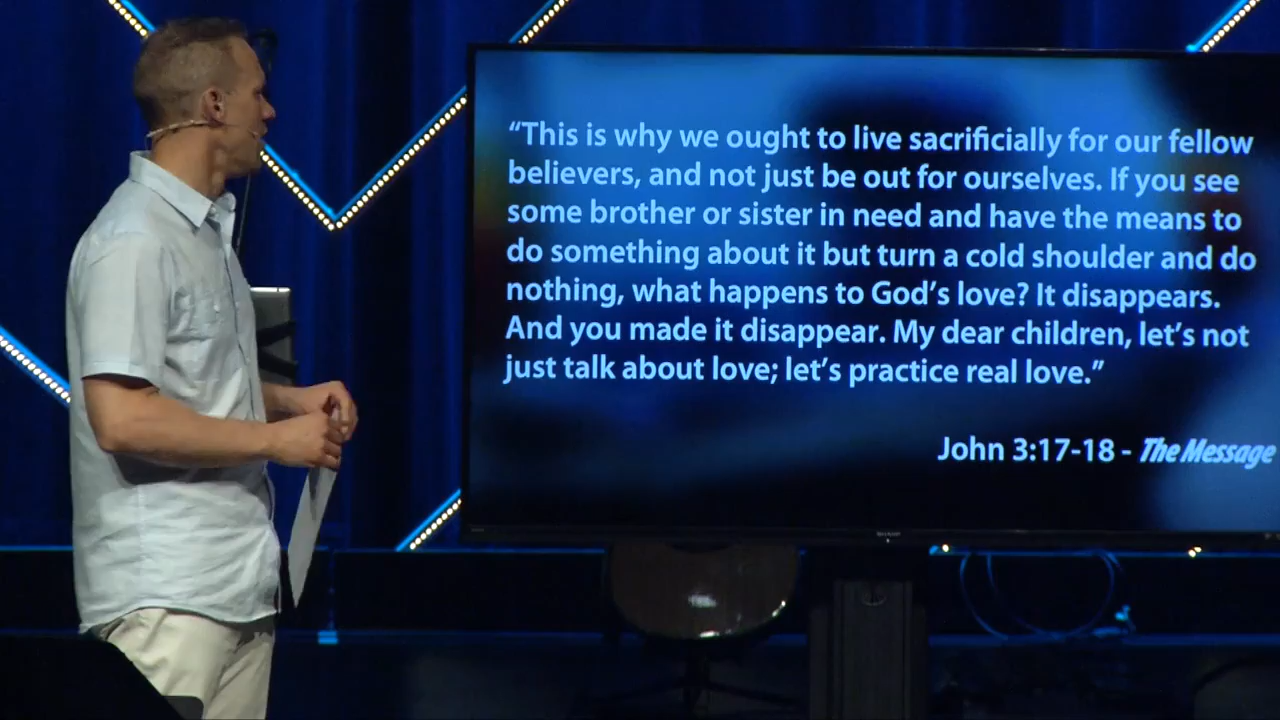 “This is why we ought to live sacrificially for our fellow
believers, and not just be out for ourselves. If you see
some brother or sister in need and have the means to
do something about it but turn a cold shoulder and do
nothing, what happens to God’s love? It disappears.
And you made it disappear. My dear children, let’s not
just talk about love; let’s practice real love.”
John 3:17-18 - The Message
SHARP